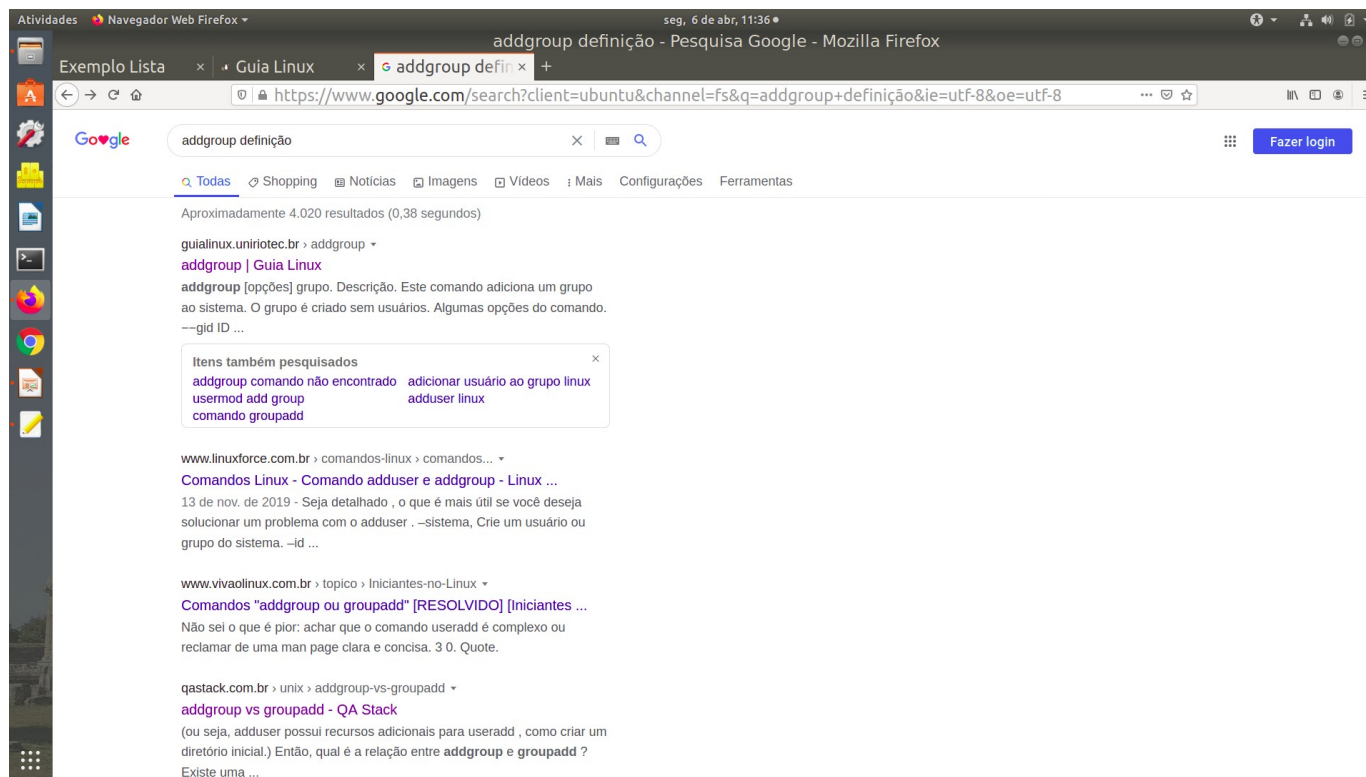 Atividades Navegador Web Firefox seg, 6 de abr, 11:36
addgroup definição - Pesquisa Google - Mozilla Firefox
Exemplo Lista × Guia Linux × addgroup defin × +
https://www.google.com/search?client=ubuntu&channel=fs&q=addgroup+definição&ie=utf-8&oe=utf-8
Go♥gle addgroup definição Fazer login
Todas Shopping Notícias Imagens Vídeos Mais Configurações Ferramentas
Aproximadamente 4.020 resultados (0,38 segundos)
guialinux.uniriotec.br › addgroup
addgroup | Guia Linux
addgroup [opções] grupo. Descrição. Este comando adiciona um grupo
ao sistema. O grupo é criado sem usuários. Algumas opções do comando.
−−gid ID ...
Itens também pesquisados
addgroup comando não encontrado adicionar usuário ao grupo linux
usermod add group adduser linux
comando groupadd
www.linuxforce.com.br › comandos-linux › comandos...
Comandos Linux - Comando adduser e addgroup - Linux ...
13 de nov. de 2019 - Seja detalhado , o que é mais útil se você deseja
solucionar um problema com o adduser . –sistema, Crie um usuário ou
grupo do sistema. –id ...
www.vivaolinux.com.br › topico › Iniciantes-no-Linux
Comandos "addgroup ou groupadd" [RESOLVIDO] [Iniciantes ...
Não sei o que é pior: achar que o comando useradd é complexo ou
reclamar de uma man page clara e concisa. 3 0. Quote.
qastack.com.br › unix › addgroup-vs-groupadd
addgroup vs groupadd - QA Stack
(ou seja, adduser possui recursos adicionais para useradd , como criar um
diretório inicial.) Então, qual é a relação entre addgroup e groupadd ?
Existe uma ...